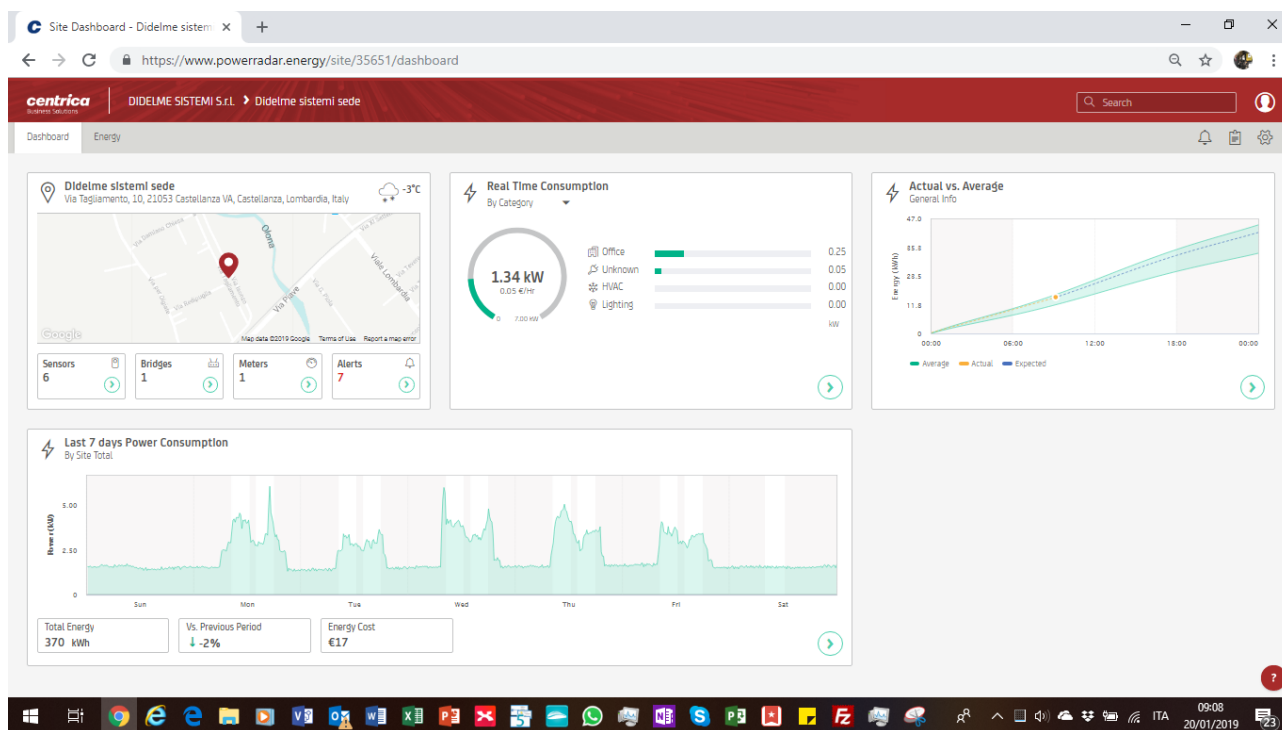 Site Dashboard - Didelme sistem
https://www.powerradar.energy/site/35651/dashboard
centrica
Business Solutions
DIDELME SISTEMI S.r.l. > Didelme sistemi sede
Search
Dashboard
Energy
Didelme sistemi sede
Via Tagliamento, 10, 21053 Castellanza VA, Castellanza, Lombardia, Italy
-3°C
Olona
Viale Lombardia
Via Piave
Google
Map data ©2019 Google
Terms of Use
Report a map error
Sensors
6
Bridges
1
Meters
1
Alerts
7
Real Time Consumption
By Category
1.34 kW
0.05 €/Hr
0
7.00 KW
Office 0.25
Unknown 0.05
HVAC 0.00
Lighting 0.00
kW
Actual vs. Average
General Info
47.0
28.5
11.8
0
Energy (kWh)
00:00 06:00 12:00 18:00 00:00
Average Actual Expected
Last 7 days Power Consumption
By Site Total
5.00
2.50
0
Power (kW)
Sun Mon Tue Wed Thu Fri Sat
Total Energy
370 kWh
Vs. Previous Period
↓ -2%
Energy Cost
€17
?
ITA
09:08
20/01/2019
23